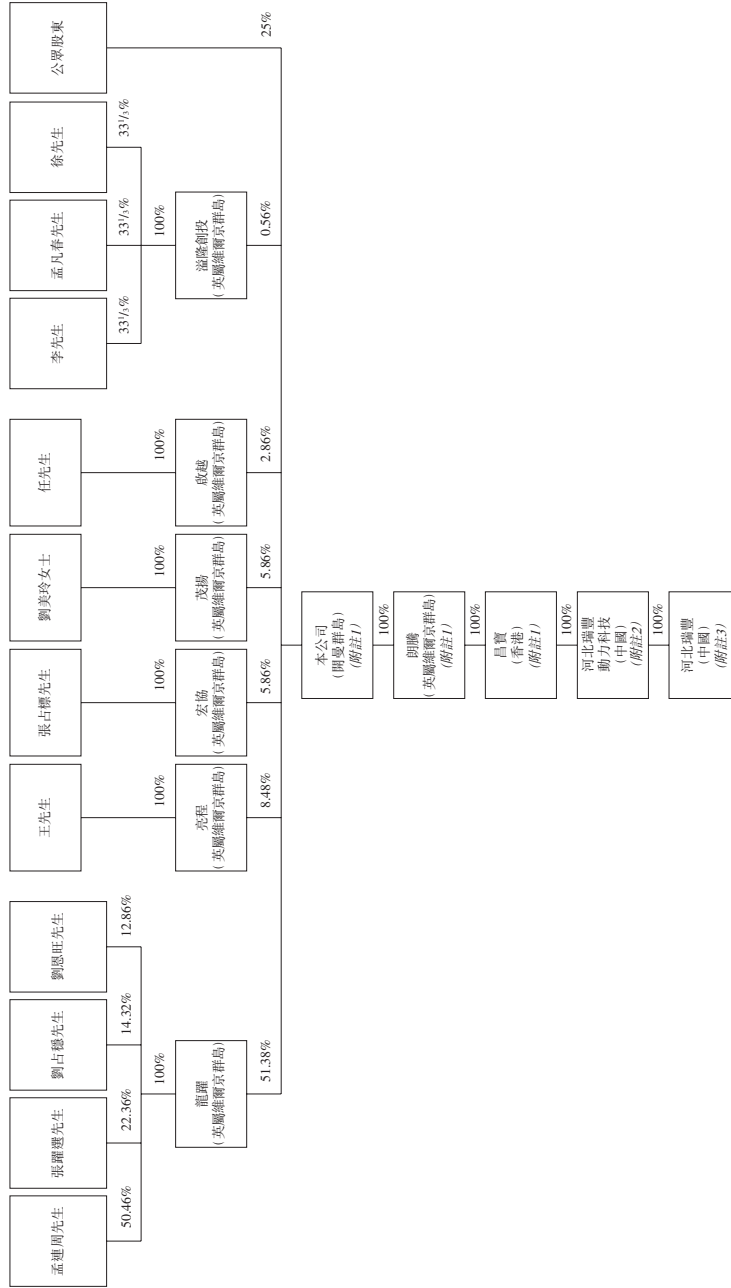 孟連周先生
張躍選先生
劉占穩先生
劉恩旺先生
王先生
張占標先生
劉美玲女士
任先生
李先生
孟凡春先生
徐先生
公眾股東
50.46%
22.36%
14.32%
12.86%
33¹/₃%
33¹/₃%
33¹/₃%
100%
100%
100%
100%
100%
100%
龍躍
(英屬維爾京群島)
亮程
(英屬維爾京群島)
宏協
(英屬維爾京群島)
茂揚
(英屬維爾京群島)
啟越
(英屬維爾京群島)
溢隆創投
(英屬維爾京群島)
51.38%
8.48%
5.86%
5.86%
2.86%
0.56%
25%
本公司
(開曼群島)
(附註1)
100%
朗騰
(英屬維爾京群島)
(附註1)
100%
昌寶
(香港)
(附註1)
100%
河北瑞豐
動力科技
(中國)
(附註2)
100%
河北瑞豐
(中國)
(附註3)